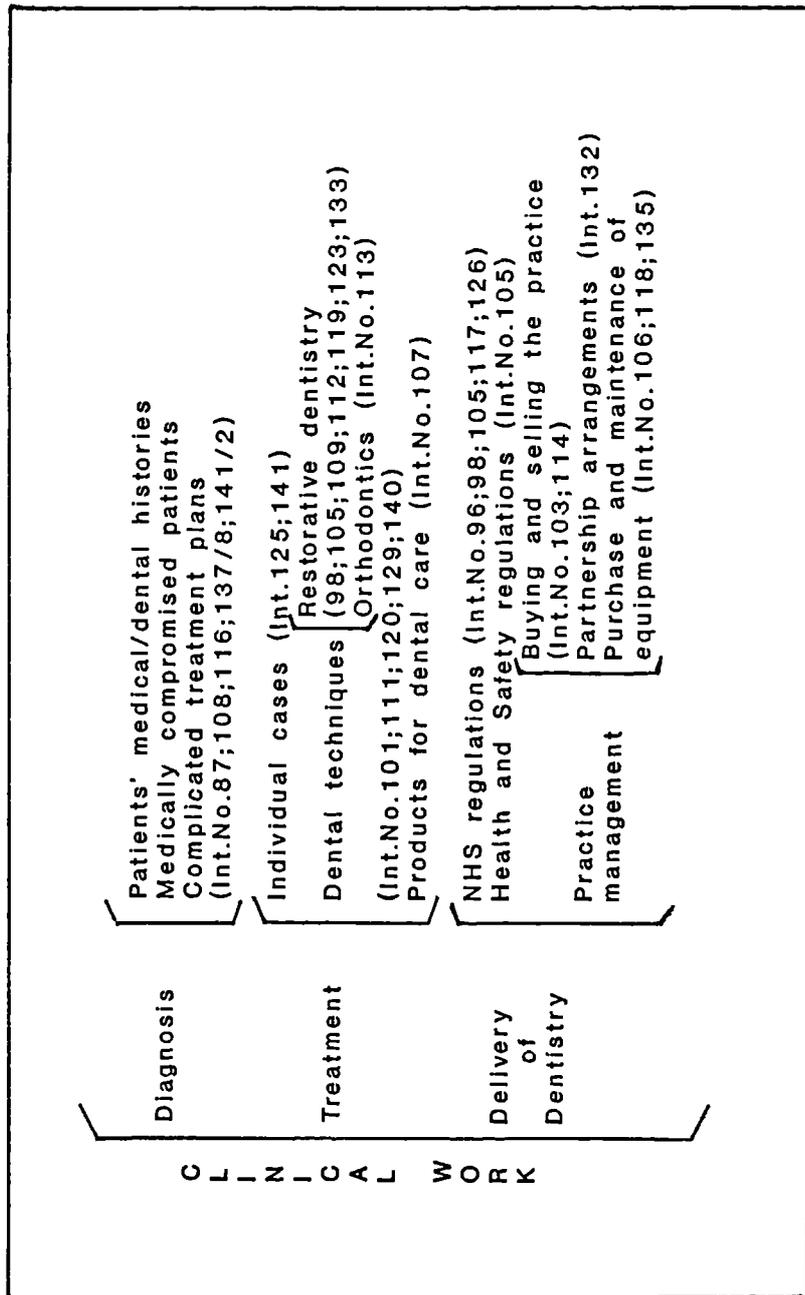 CLINICAL WORK
Diagnosis
Patients' medical/dental histories
Medically compromised patients
Complicated treatment plans
(Int.No.87;108;116;137/8;141/2)
Treatment
Individual cases (Int.125;141)
Dental techniques
Restorative dentistry
(98;105;109;112;119;123;133)
Orthodontics (Int.No.113)
(Int.No.101;111;120;129;140)
Products for dental care (Int.No.107)
Delivery
of
Dentistry
NHS regulations (Int.No.96;98;105;117;126)
Health and Safety regulations (Int.No.105)
Practice
management
Buying and selling the practice
(Int.No.103;114)
Partnership arrangements (Int.132)
Purchase and maintenance of
equipment (Int.No.106;118;135)